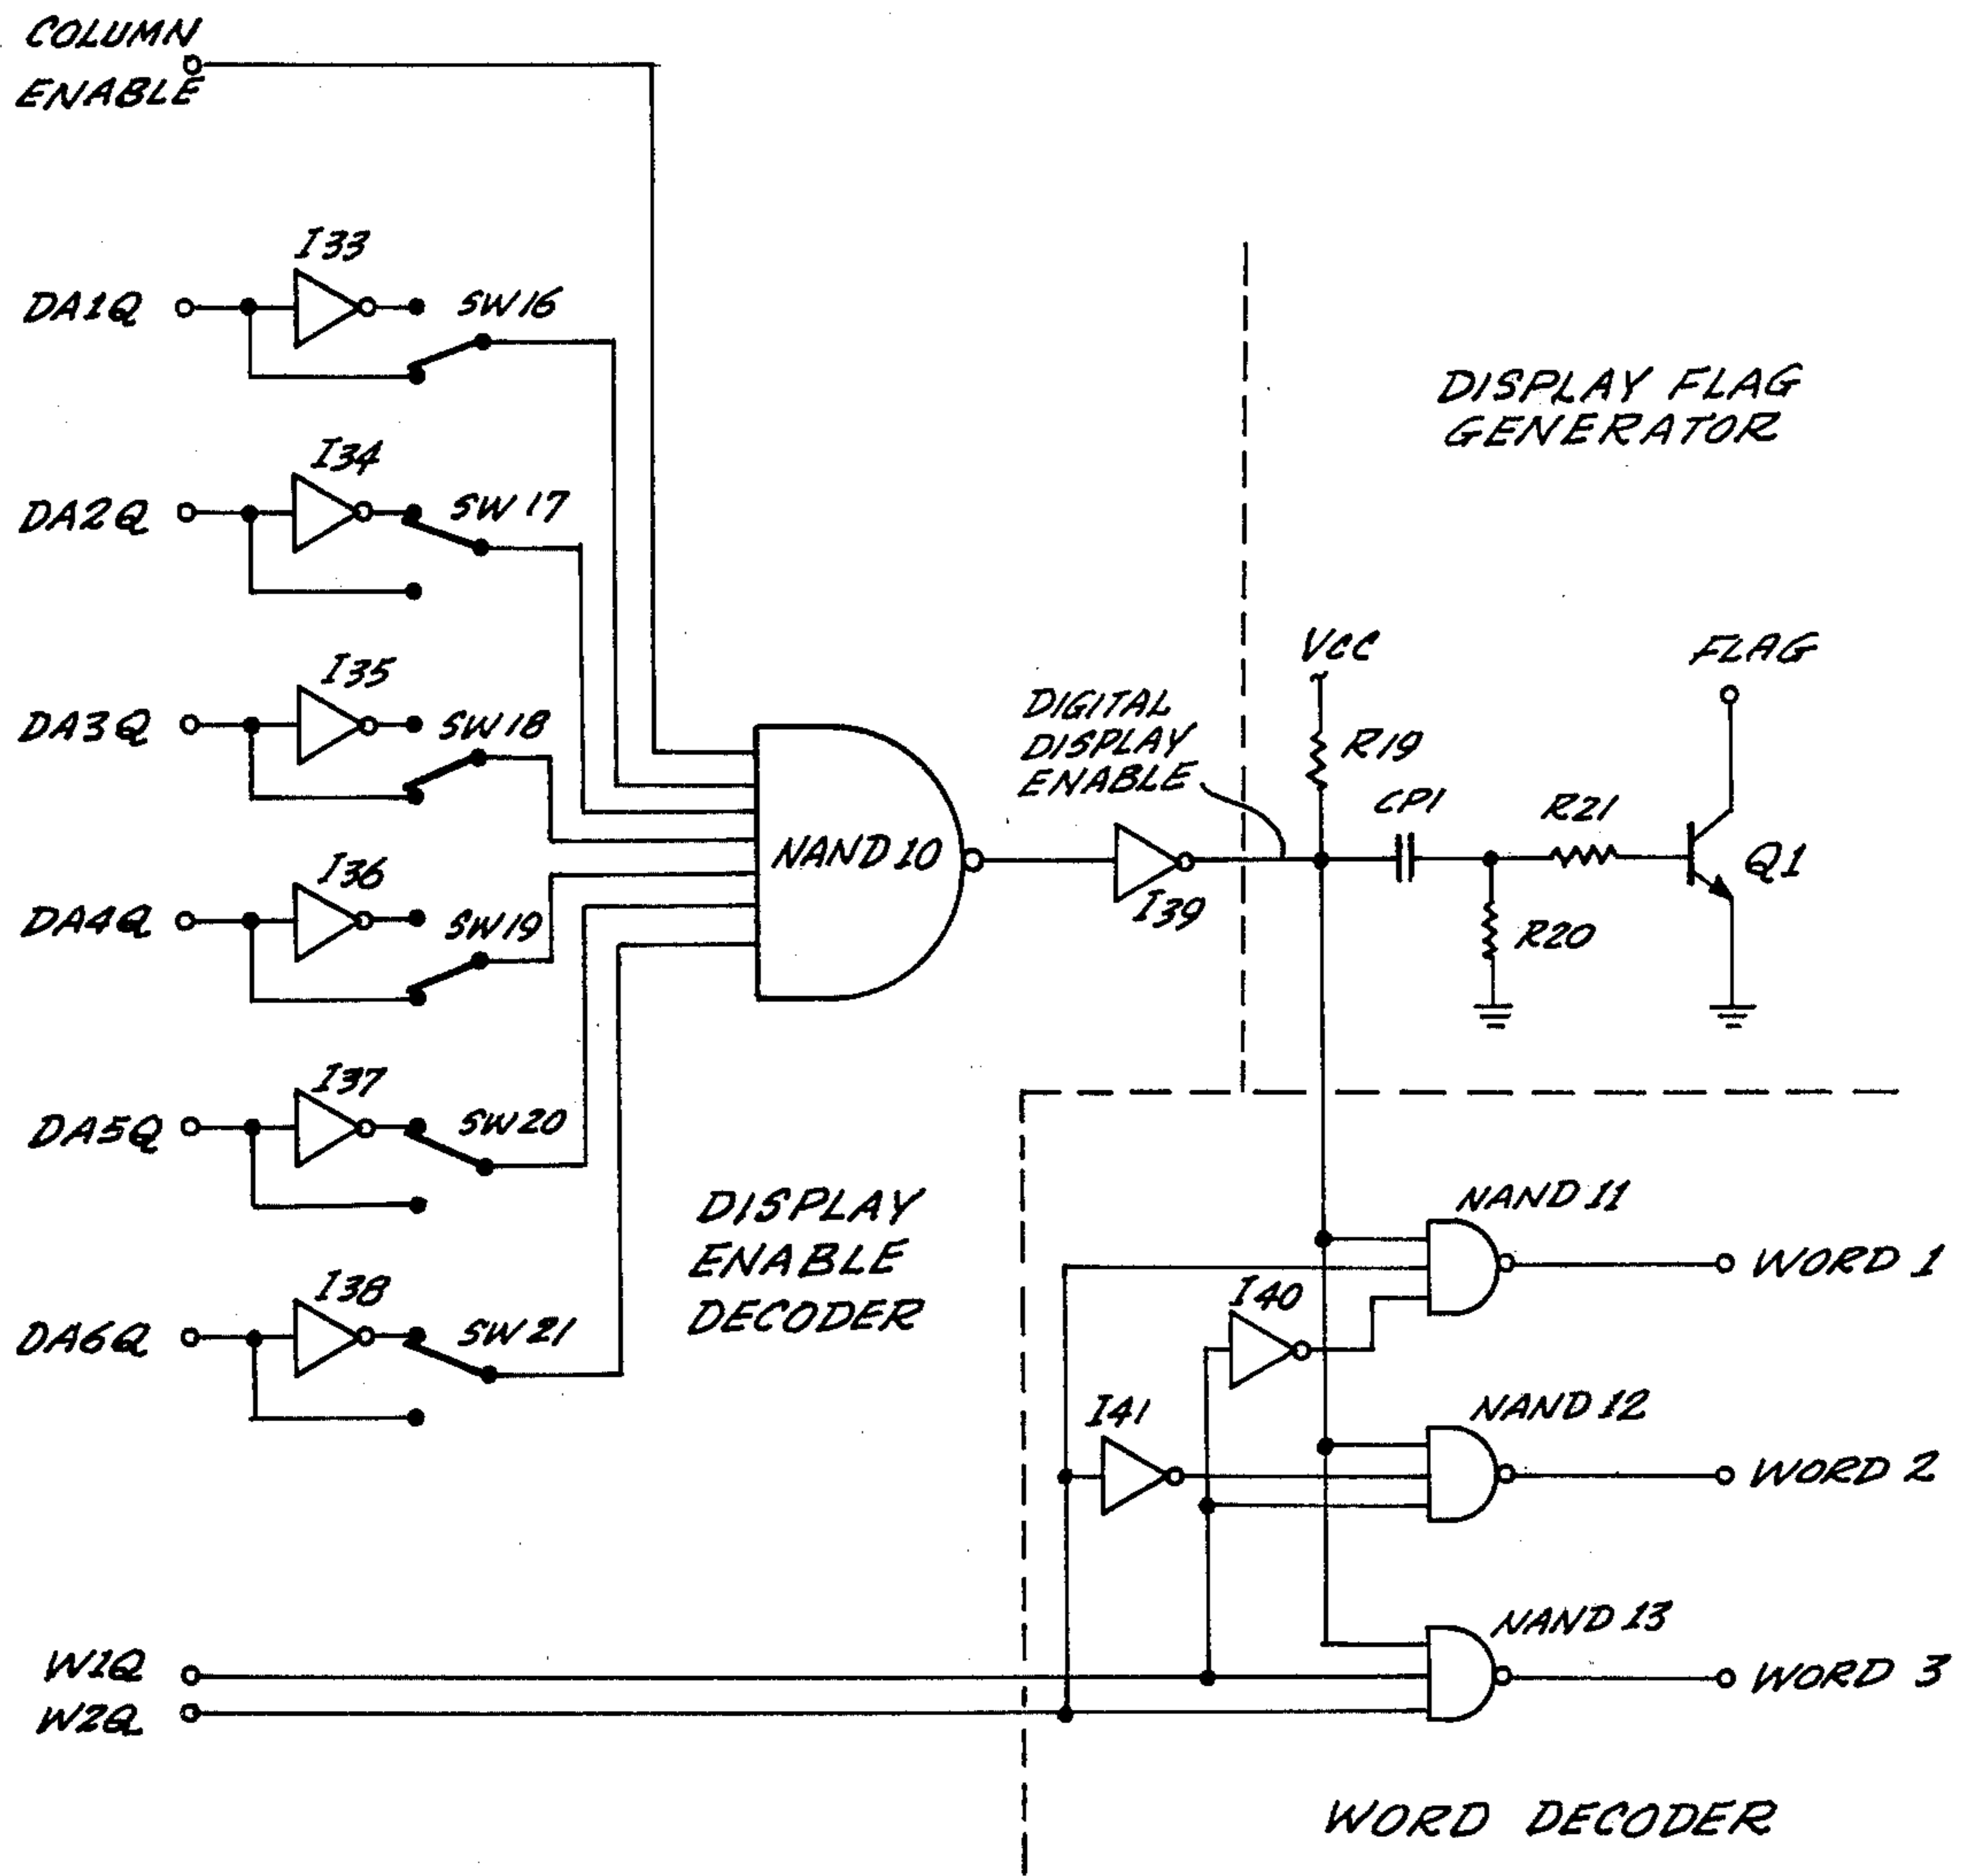 COLUMN
ENABLE
I33
DA1Q
SW16
DISPLAY FLAG
GENERATOR
I34
DA2Q
SW17
VCC
FLAG
I35
DA3Q
SW18
DIGITAL
DISPLAY
ENABLE
R19
CP1
R21
NAND 10
Q1
I36
DA4Q
SW19
I39
R20
I37
DA5Q
SW20
DISPLAY
ENABLE
DECODER
NAND 11
WORD 1
I38
I40
DA6Q
SW21
I41
NAND 12
WORD 2
NAND 13
W1Q
WORD 3
W2Q
WORD DECODER